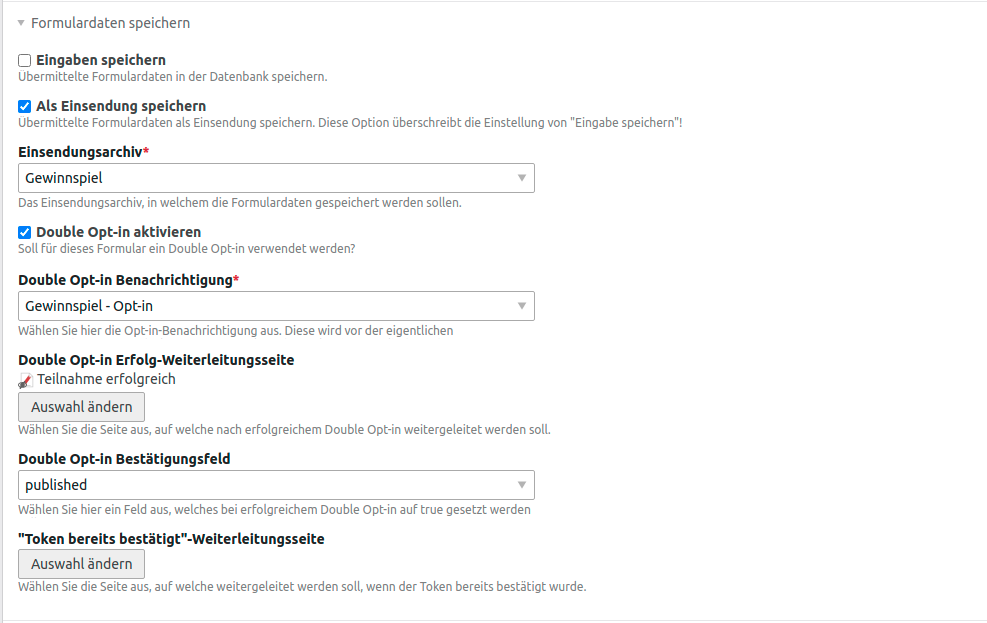 Formulardaten speichern
Eingaben speichern
Übermittelte Formulardaten in der Datenbank speichern.
Als Einsendung speichern
Übermittelte Formulardaten als Einsendung speichern. Diese Option überschreibt die Einstellung von "Eingabe speichern"!
Einsendungsarchiv*
Gewinnspiel
Das Einsendungsarchiv, in welchem die Formulardaten gespeichert werden sollen.
Double Opt-in aktivieren
Soll für dieses Formular ein Double Opt-in verwendet werden?
Double Opt-in Benachrichtigung*
Gewinnspiel - Opt-in
Wählen Sie hier die Opt-in-Benachrichtigung aus. Diese wird vor der eigentlichen
Double Opt-in Erfolg-Weiterleitungsseite
Teilnahme erfolgreich
Auswahl ändern
Wählen Sie die Seite aus, auf welche nach erfolgreichem Double Opt-in weitergeleitet werden soll.
Double Opt-in Bestätigungsfeld
published
Wählen Sie hier ein Feld aus, welches bei erfolgreichem Double Opt-in auf true gesetzt werden
"Token bereits bestätigt"-Weiterleitungsseite
Auswahl ändern
Wählen Sie die Seite aus, auf welche weitergeleitet werden soll, wenn der Token bereits bestätigt wurde.